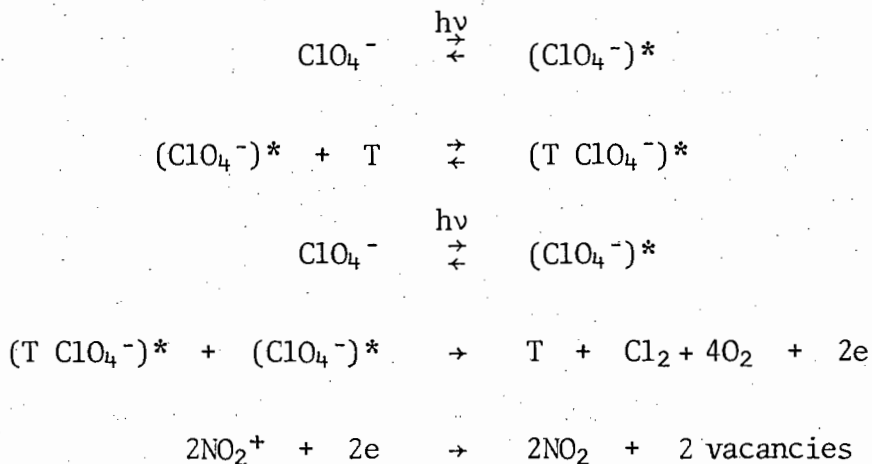 hν
ClO₄⁻ ⇄ (ClO₄⁻)*
(ClO₄⁻)* + T ⇄ (T ClO₄⁻)*
hν
ClO₄⁻ ⇄ (ClO₄⁻)*
(T ClO₄⁻)* + (ClO₄⁻)* → T + Cl₂ + 4O₂ + 2e
2NO₂⁺ + 2e → 2NO₂ + 2 vacancies